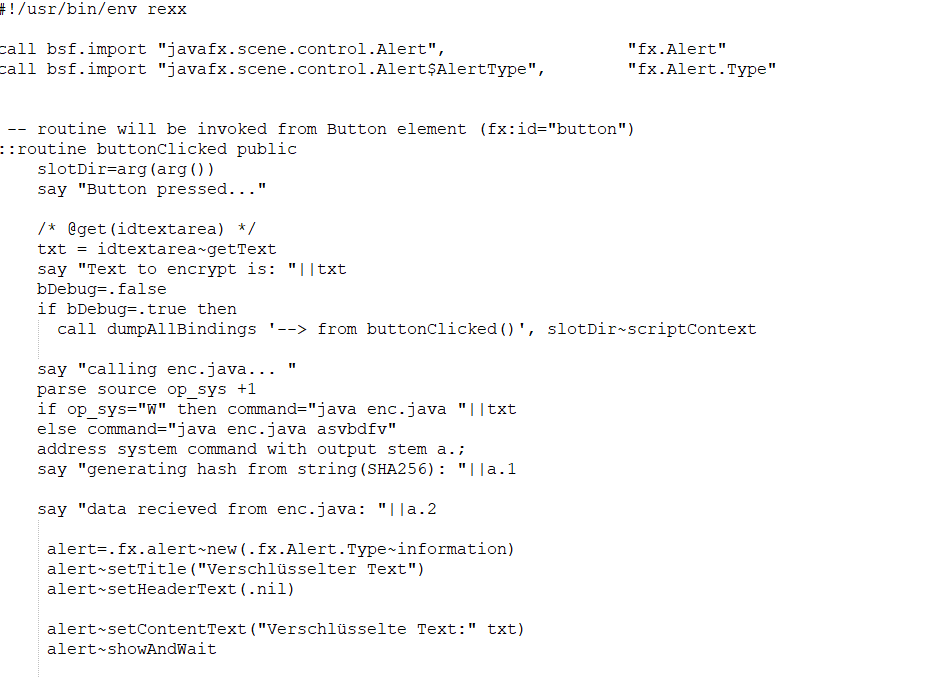 #!/usr/bin/env rexx
call bsf.import "javafx.scene.control.Alert", "fx.Alert"
call bsf.import "javafx.scene.control.Alert$AlertType", "fx.Alert.Type"
-- routine will be invoked from Button element (fx:id="button")
::routine buttonClicked public
slotDir=arg(arg())
say "Button pressed..."
/* @get(idtextarea) */
txt = idtextarea~getText
say "Text to encrypt is: "||txt
bDebug=.false
if bDebug=.true then
call dumpAllBindings '--> from buttonClicked()', slotDir~scriptContext
say "calling enc.java... "
parse source op_sys +1
if op_sys="W" then command="java enc.java "||txt
else command="java enc.java asvbdfv"
address system command with output stem a.;
say "generating hash from string(SHA256): "||a.1
say "data recieved from enc.java: "||a.2
alert=.fx.alert~new(.fx.Alert.Type~information)
alert~setTitle("Verschlüsselter Text")
alert~setHeaderText(.nil)
alert~setContentText("Verschlüsselte Text:" txt)
alert~showAndWait